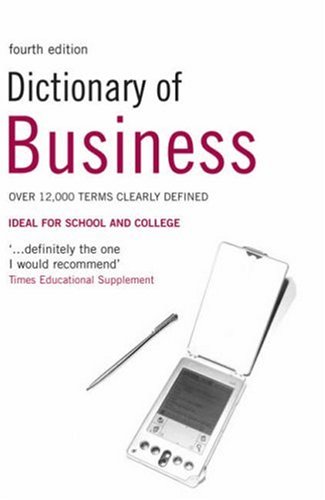 fourth edition
Dictionary of
Business
OVER 12,000 TERMS CLEARLY DEFINED
IDEAL FOR SCHOOL AND COLLEGE
‘...definitely the one
I would recommend’
Times Educational Supplement